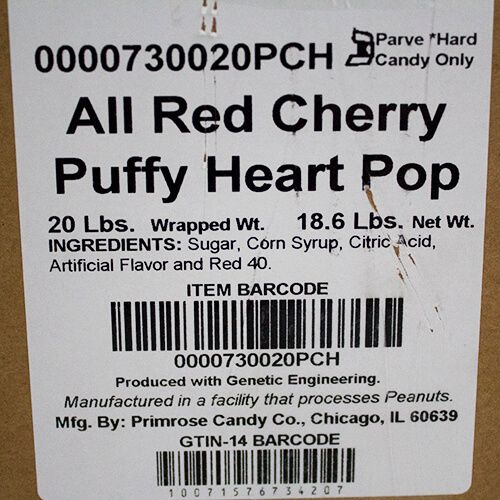 0000730020PCH Parve *Hard
Candy Only
All Red Cherry
Puffy Heart Pop
20 Lbs. Wrapped Wt. 18.6 Lbs. Net Wt.
INGREDIENTS: Sugar, Corn Syrup, Citric Acid,
Artificial Flavor and Red 40.
ITEM BARCODE
0000730020PCH
Produced with Genetic Engineering.
Manufactured in a facility that processes Peanuts.
Mfg. By: Primrose Candy Co., Chicago, IL 60639
GTIN-14 BARCODE
10071576734207